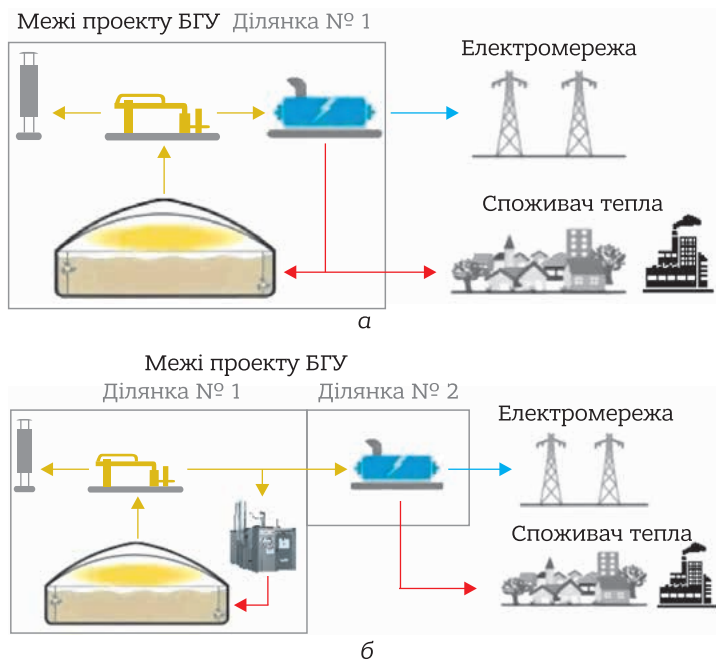 Межі проекту БГУ Ділянка № 1
Електромережа
Споживач тепла
а
Межі проекту БГУ
Ділянка № 1 Ділянка № 2
Електромережа
Споживач тепла
б